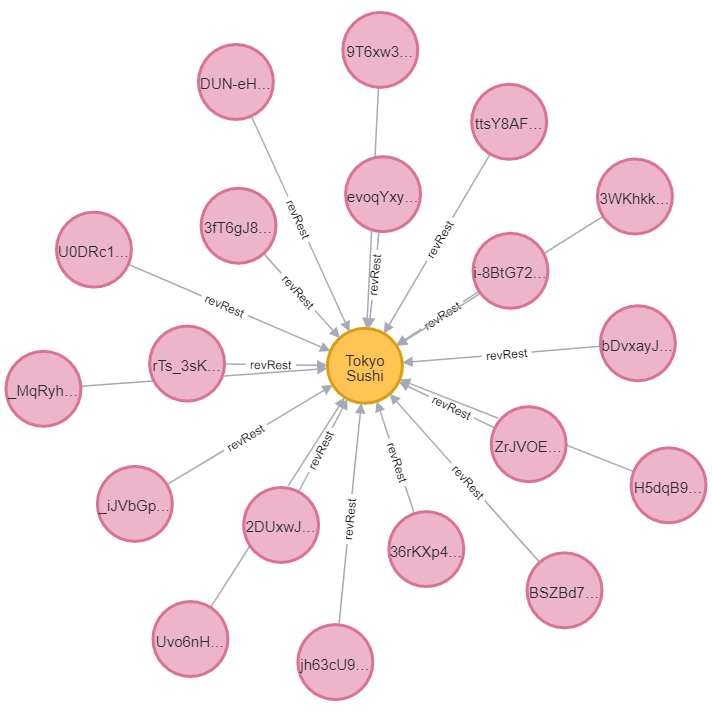 9T6xw3...
DUN-eH...
ttsY8AF...
evoqYxy...
3WKhkk...
3fT6gJ8...
revRest
revRest
U0DRc1...
revRest
revRest
i-8BtG72...
revRest
revRest
revRest
bDvxayJ...
_MqRyh...
rTs_3sK...
revRest
Tokyo
Sushi
revRest
revRest
ZrJVOE...
revRest
revRest
revRest
revRest
H5dqB9...
_iJVbGp...
2DUxwJ...
revRest
36rKXp4...
BSZBd7...
Uvo6nH...
jh63cU9...